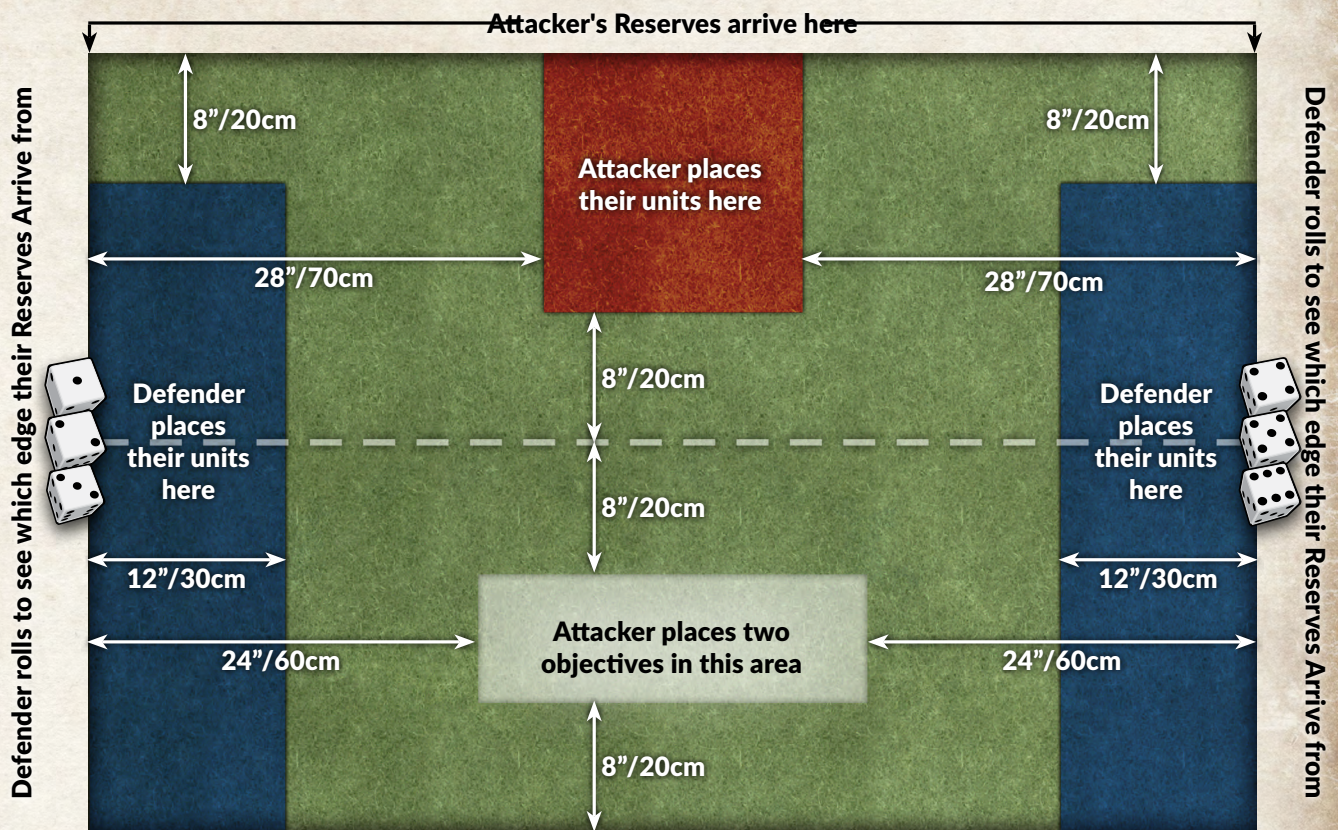 Attacker's Reserves arrive here
Defender rolls to see which edge their Reserves Arrive from
Defender rolls to see which edge their Reserves Arrive from
8”/20cm
8”/20cm
Attacker places
their units here
28”/70cm
28”/70cm
8”/20cm
Defender
places
their units
here
Defender
places
their units
here
8”/20cm
12”/30cm
12”/30cm
Attacker places two
objectives in this area
24”/60cm
24”/60cm
8”/20cm